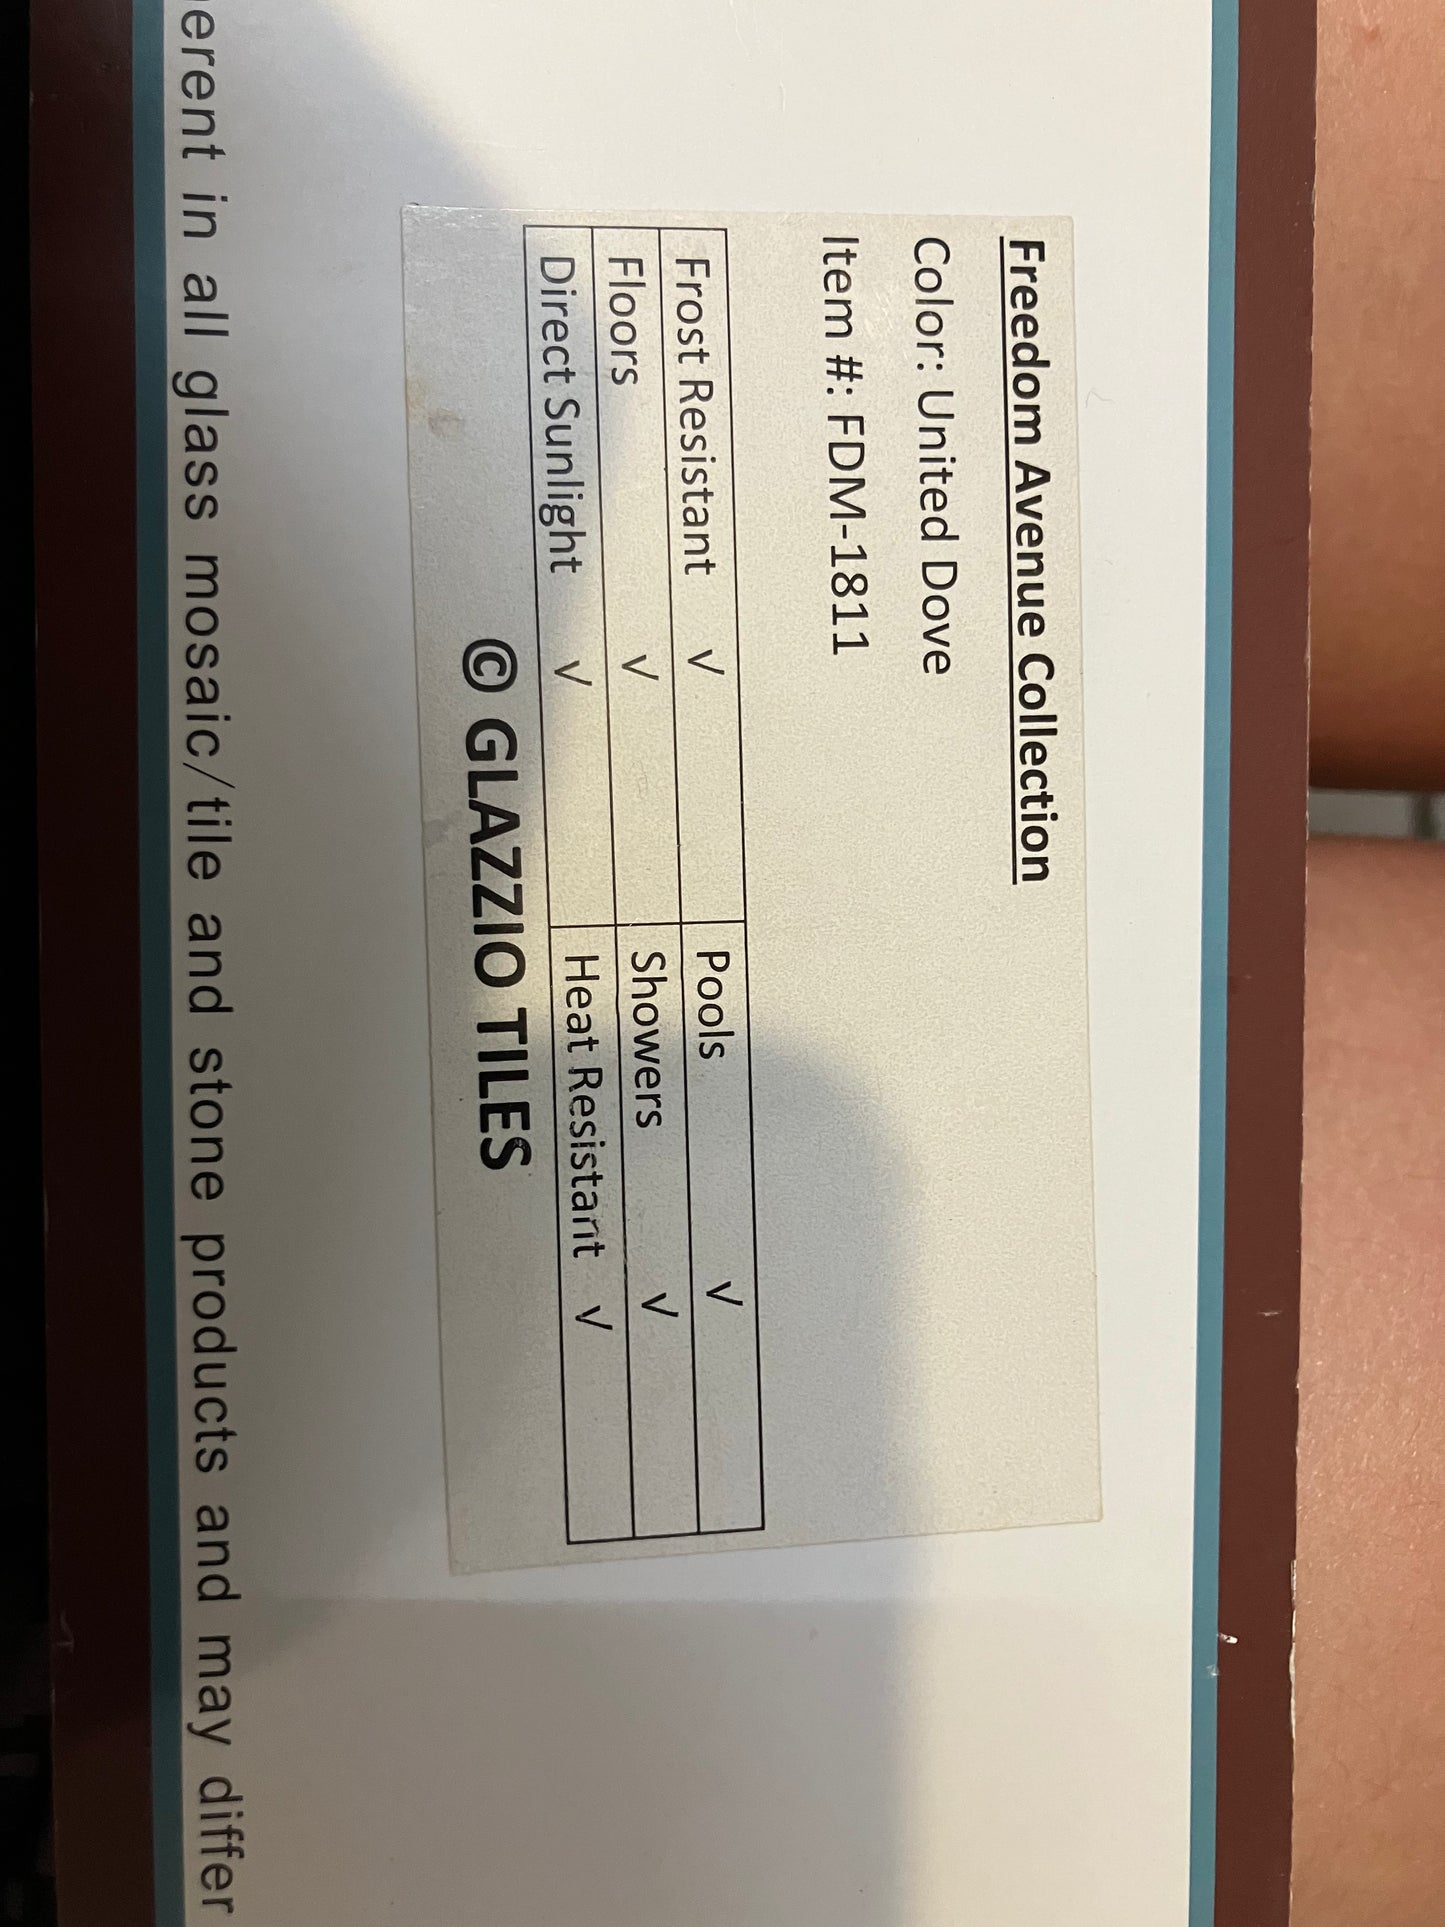 Freedom Avenue Collection
Color: United Dove
Item #: FDM-1811
Frost Resistant √ Pools √
Floors √ Showers √
Direct Sunlight √ Heat Resistant √
© GLAZZIO TILES
in all glass mosaic/tile and stone products and may differ